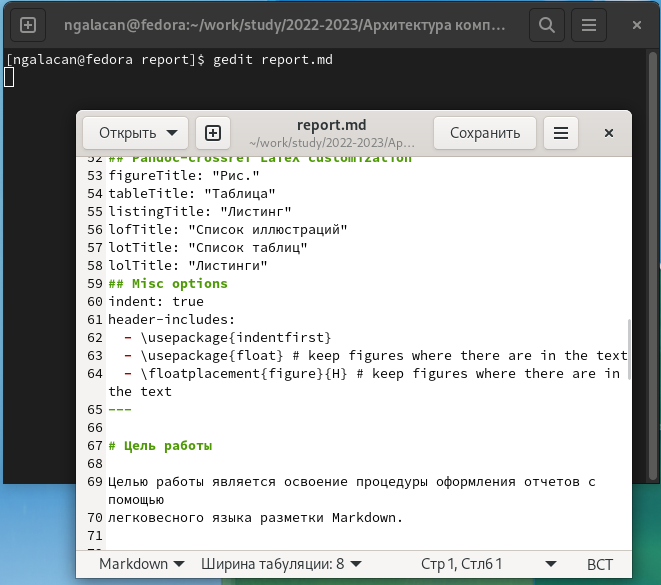 ngalacan@fedora:~/work/study/2022-2023/Архитектура комп...
[ngalacan@fedora report]$ gedit report.md
Открыть
report.md
~/work/study/2022-2023/Ар...
Сохранить
52 ## Pandoc-crossref LaTeX customization
53 figureTitle: "Рис."
54 tableTitle: "Таблица"
55 listingTitle: "Листинг"
56 lofTitle: "Список иллюстраций"
57 lotTitle: "Список таблиц"
58 lolTitle: "Листинги"
59 ## Misc options
60 indent: true
61 header-includes:
62   - \usepackage{indentfirst}
63   - \usepackage{float} # keep figures where there are in the text
64   - \floatplacement{figure}{H} # keep figures where there are in
the text
65 ---
66
67 # Цель работы
68
69 Целью работы является освоение процедуры оформления отчетов с
помощью
70 легковесного языка разметки Markdown.
71
Markdown
Ширина табуляции: 8
Стр 1, Стлб 1
ВСТ